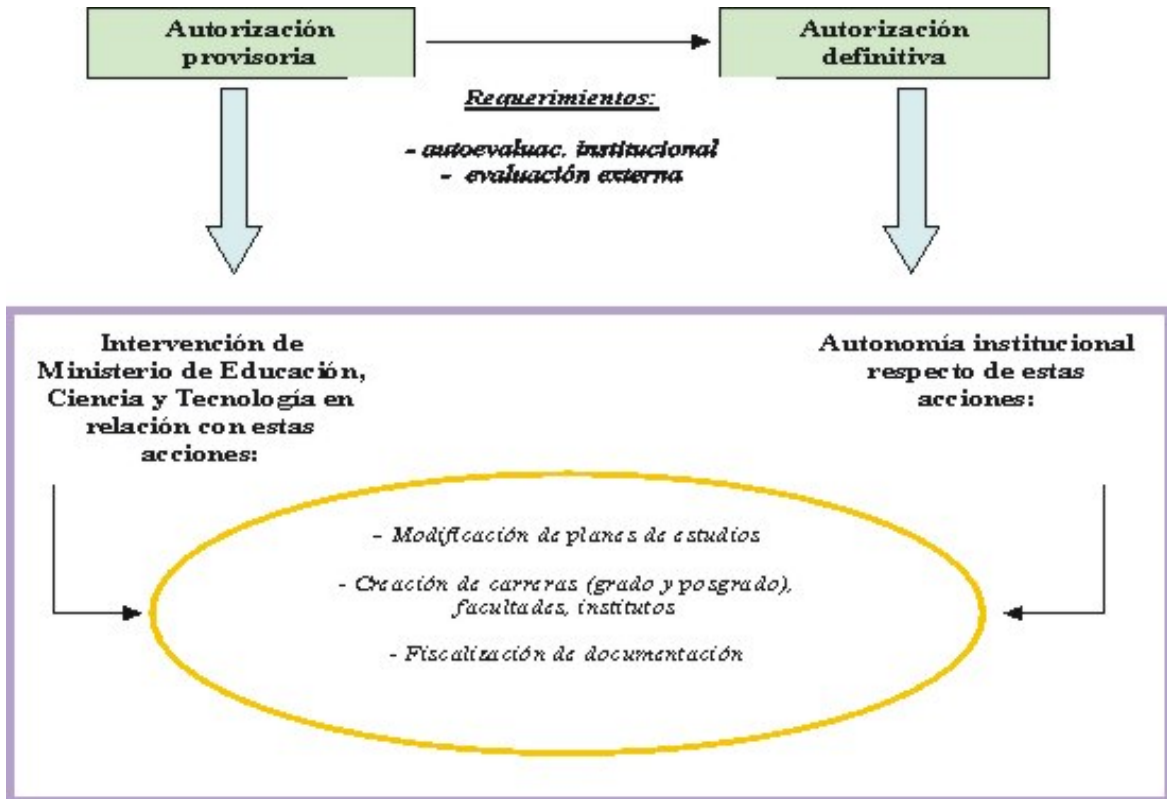 Autorización
provisoria
Autorización
definitiva
Requerimientos:
- autoevaluac. institucional
- evaluación externa
Intervención de
Ministerio de Educación,
Ciencia y Tecnología en
relación con estas
acciones:
Autonomía institucional
respecto de estas
acciones:
- Modificación de planes de estudios
- Creación de carreras (grado y posgrado),
facultades, institutos
- Fiscalización de documentación